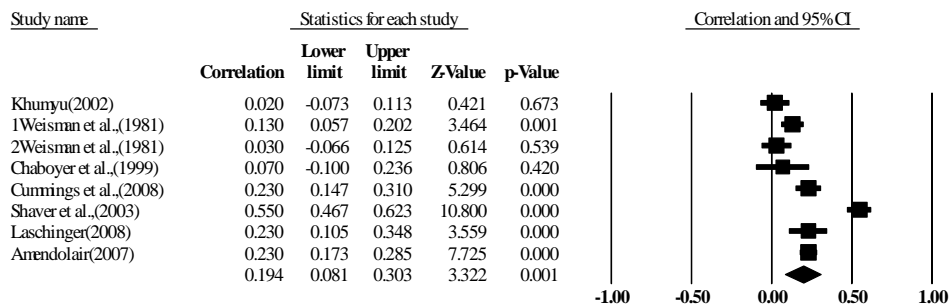 Study name Statistics for each study Correlation and 95% CI
Lower Upper
Correlation limit limit Z-Value p-Value
Khumyu(2002) 0.020 -0.073 0.113 0.421 0.673
1Weisman et al.,(1981) 0.130 0.057 0.202 3.464 0.001
2Weisman et al.,(1981) 0.030 -0.066 0.125 0.614 0.539
Chaboyer et al.,(1999) 0.070 -0.100 0.236 0.806 0.420
Cummings et al.,(2008) 0.230 0.147 0.310 5.299 0.000
Shaver et al.,(2003) 0.550 0.467 0.623 10.800 0.000
Laschinger(2008) 0.230 0.105 0.348 3.559 0.000
Amendolair(2007) 0.230 0.173 0.285 7.725 0.000
0.194 0.081 0.303 3.322 0.001
-1.00 -0.50 0.00 0.50 1.00